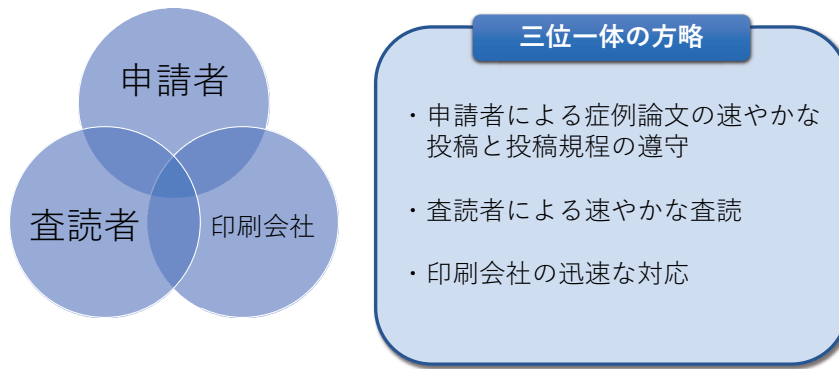 申請者
査読者
印刷会社
三位一体の方略
・申請者による症例論文の速やかな
投稿と投稿規程の遵守
・査読者による速やかな査読
・印刷会社の迅速な対応